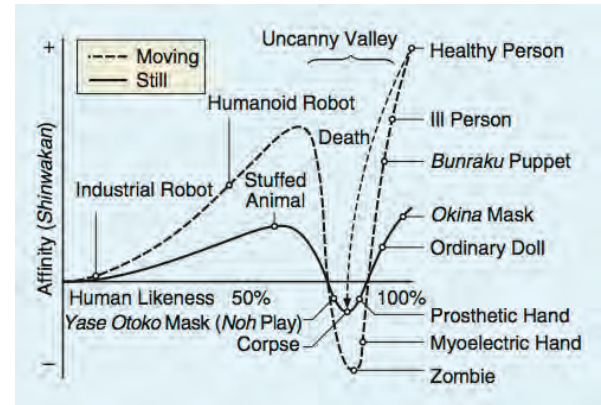 +
Uncanny Valley
Moving
Still
Healthy Person
Humanoid Robot
Ill Person
Death
Stuffed
Animal
Bunraku Puppet
Industrial Robot
Okina Mask
Ordinary Doll
Affinity (Shinwakan)
Human Likeness 50% 100%
Yase Otoko Mask (Noh Play)
Prosthetic Hand
Corpse
Myoelectric Hand
Zombie
–